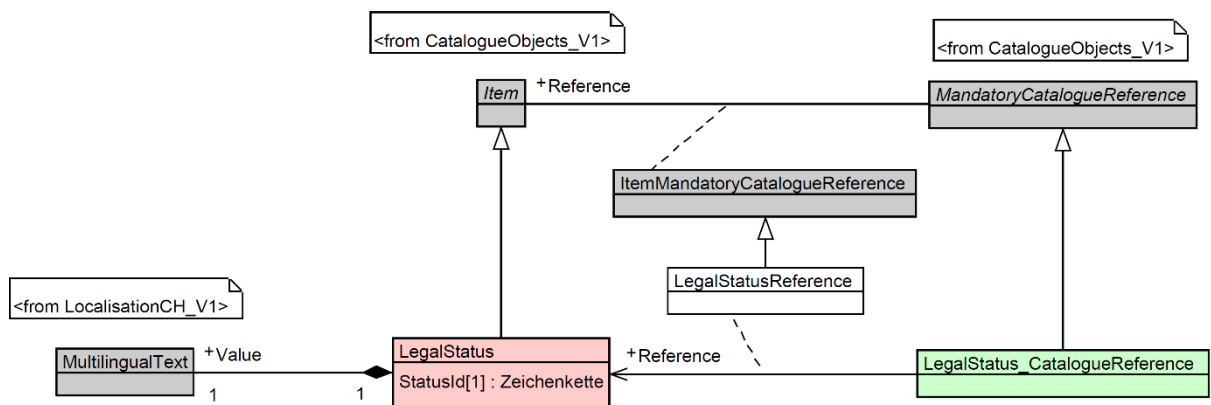 <from CatalogueObjects_V1>
<from CatalogueObjects_V1>
Item
+Reference
MandatoryCatalogueReference
ItemMandatoryCatalogueReference
LegalStatusReference
<from LocalisationCH_V1>
MultilingualText
+Value
1
1
LegalStatus
StatusId[1] : Zeichenkette
+Reference
LegalStatus_CatalogueReference